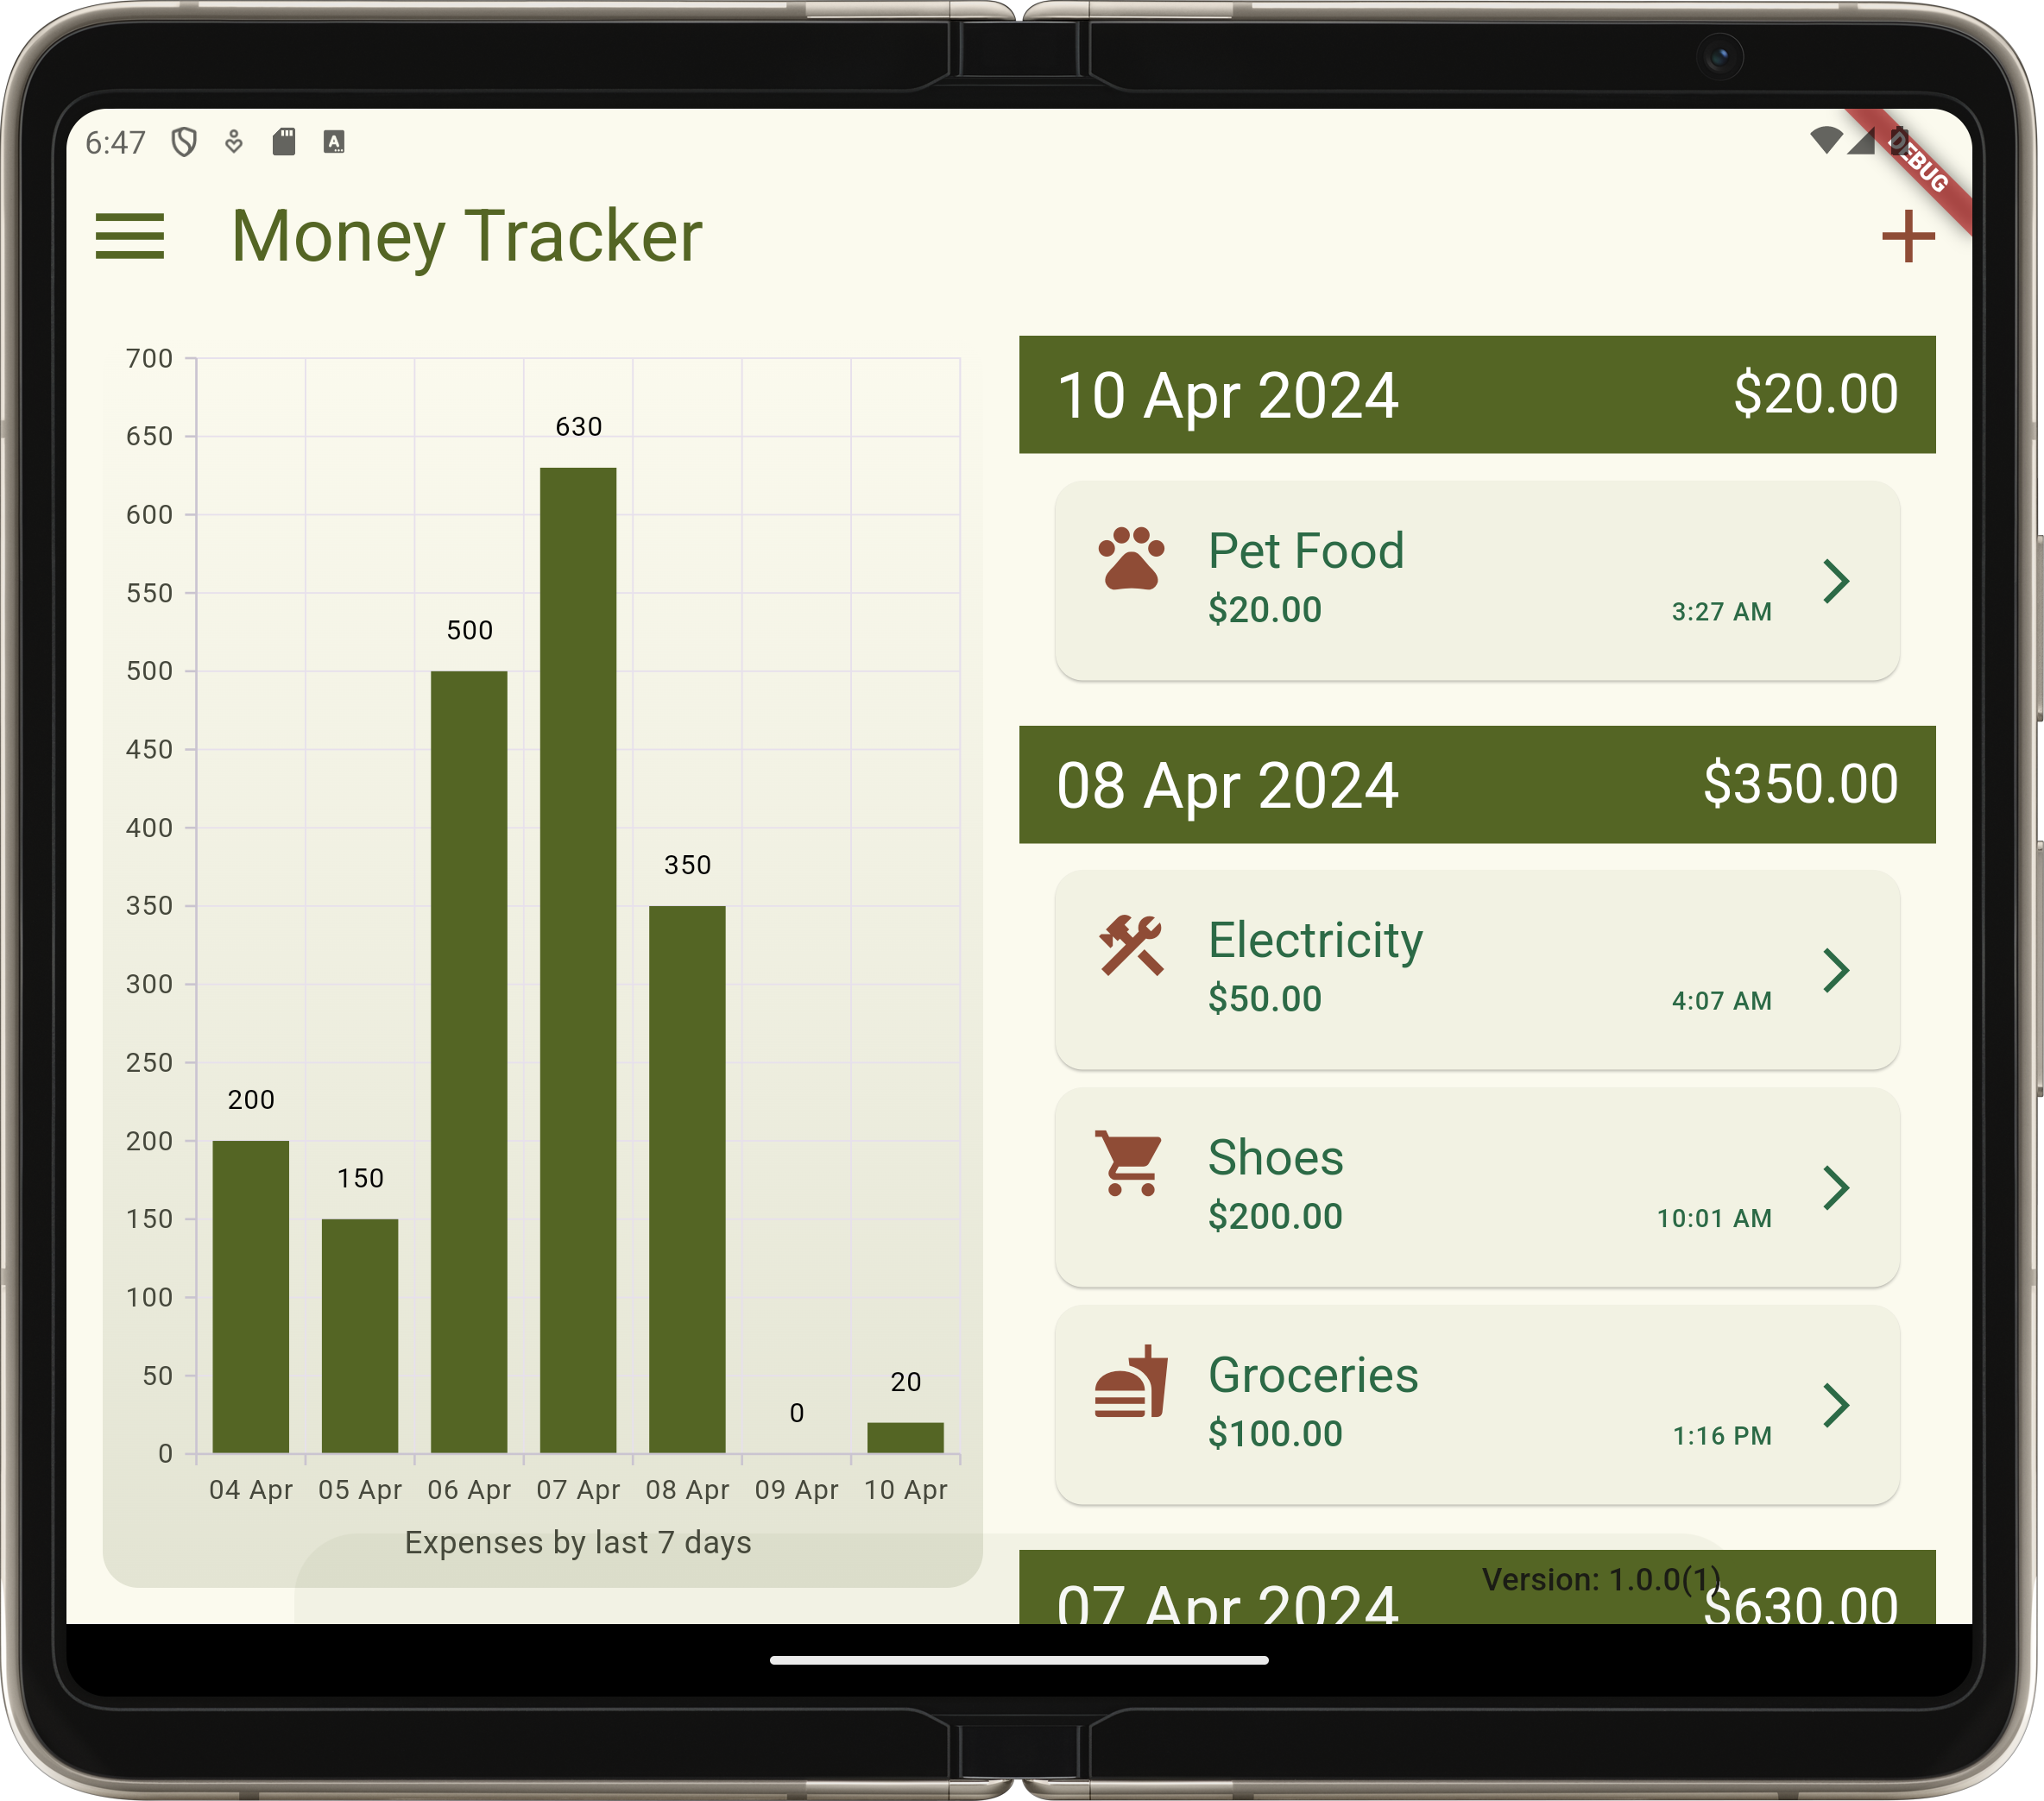 6:47
DEBUG
Money Tracker
700
650
600
550
500
450
400
350
300
250
200
150
100
50
0
200
150
500
630
350
0
20
04 Apr 05 Apr 06 Apr 07 Apr 08 Apr 09 Apr 10 Apr
Expenses by last 7 days
10 Apr 2024 $20.00
Pet Food
$20.00 3:27 AM
08 Apr 2024 $350.00
Electricity
$50.00 4:07 AM
Shoes
$200.00 10:01 AM
Groceries
$100.00 1:16 PM
Version: 1.0.0(1)
07 Apr 2024 $630.00